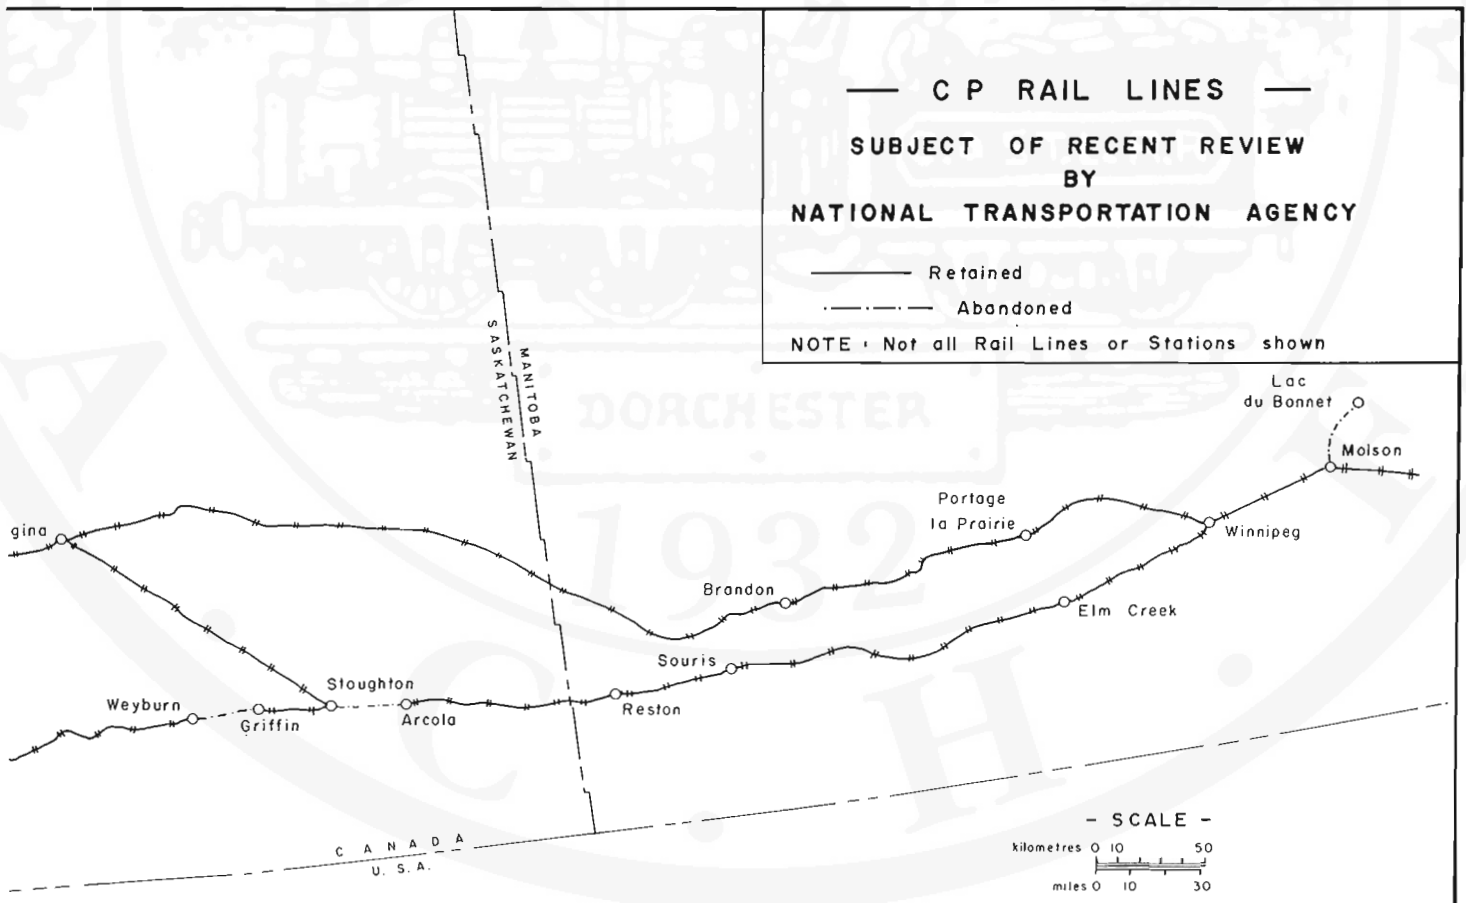 — CP RAIL LINES —
SUBJECT OF RECENT REVIEW
BY
NATIONAL TRANSPORTATION AGENCY
Retained
Abandoned
NOTE : Not all Rail Lines or Stations shown
SASKATCHEWAN
MANITOBA
DORCHESTER
1932
A
C
H
Lac
du Bonnet
Molson
Portage
la Prairie
Winnipeg
gina
Brandon
Elm Creek
Souris
Stoughton
Weyburn
Griffin
Arcola
Reston
CANADA
U.S.A.
- SCALE -
kilometres 0 10 50
miles 0 10 30